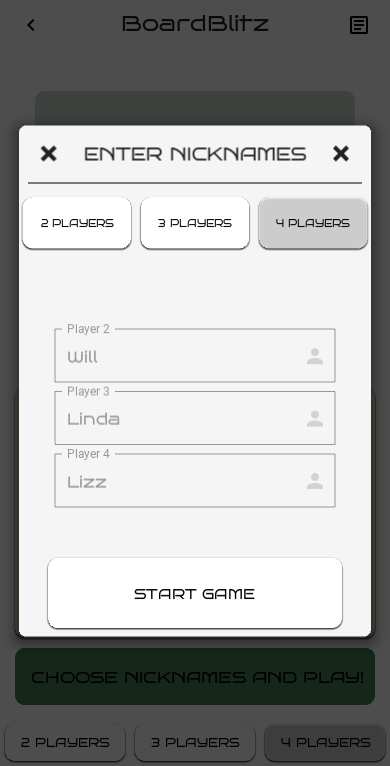 BoardBlitz
ENTER NICKNAMES
2 PLAYERS 3 PLAYERS 4 PLAYERS
Player 2
Will
Player 3
Linda
Player 4
Lizz
START GAME
CHOOSE NICKNAMES AND PLAY!
2 PLAYERS 3 PLAYERS 4 PLAYERS